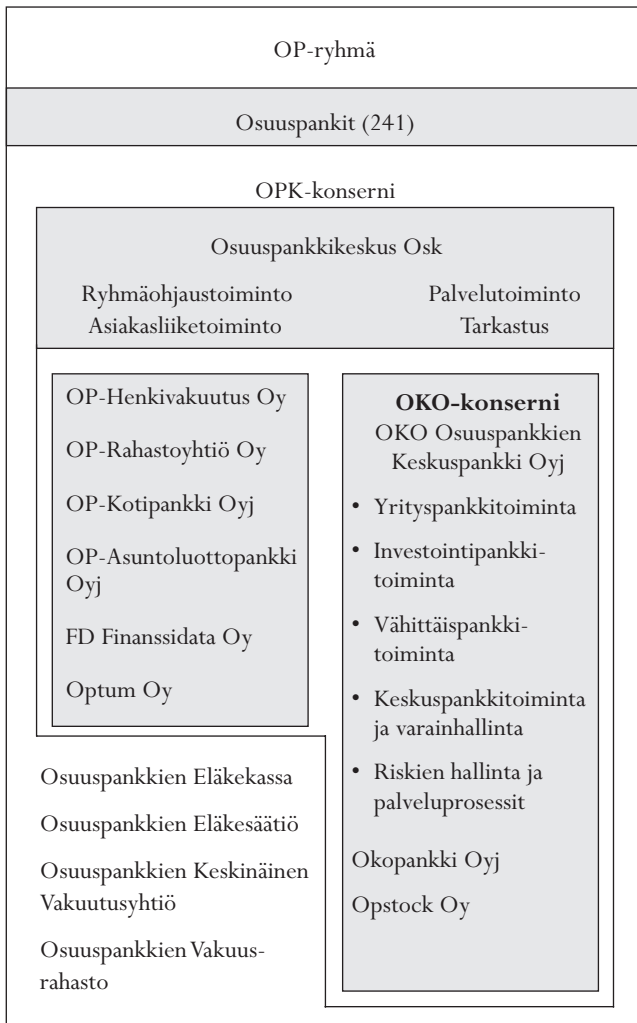 OP-ryhmä
Osuuspankit (241)
OPK-konserni
Osuuspankkikeskus Osk
Ryhmäohjaustoiminto
Asiakasliiketoiminto
Palvelutoiminto
Tarkastus
OP-Henkivakuutus Oy
OP-Rahastoyhtiö Oy
OP-Kotipankki Oyj
OP-Asuntoluottopankki
Oyj
FD Finanssidata Oy
Optum Oy
OKO-konserni
OKO Osuuspankkien
Keskuspankki Oyj
• Yrityspankkitoiminta
• Investointipankki-
toiminta
• Vähittäispankki-
toiminta
• Keskuspankkitoiminta
ja varainhallinta
• Riskien hallinta ja
palveluprosessit
Okopankki Oyj
Opstock Oy
Osuuspankkien Eläkekassa
Osuuspankkien Eläkesäätiö
Osuuspankkien Keskinäinen
Vakuutusyhtiö
Osuuspankkien Vakuus-
rahasto